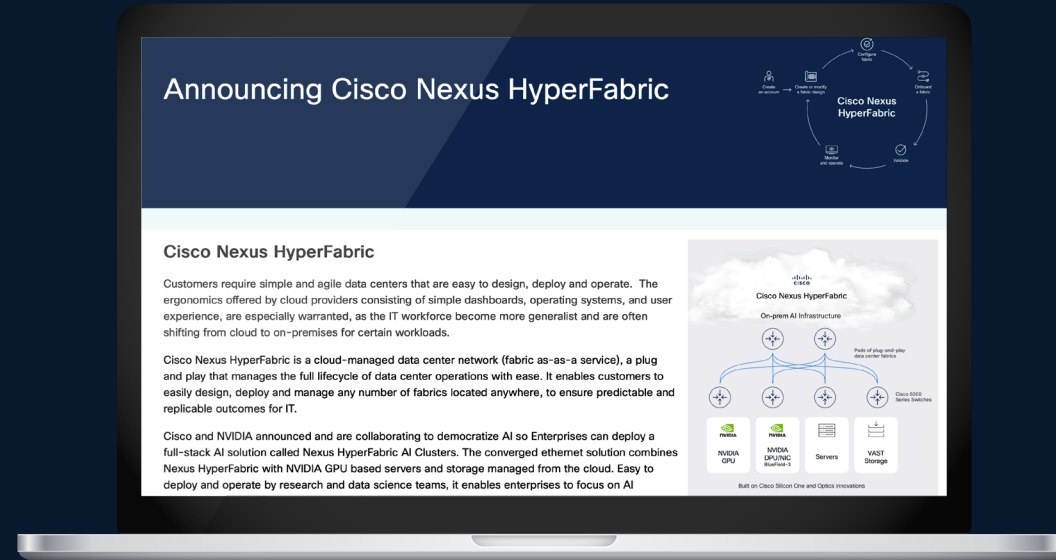 Announcing Cisco Nexus HyperFabric
Configure
fabric
Create
an account
Create or modify
a fabric design
Onboard
a fabric
Cisco Nexus
HyperFabric
Monitor
and operate
Validate
Cisco Nexus HyperFabric
Customers require simple and agile data centers that are easy to design, deploy and operate. The
ergonomics offered by cloud providers consisting of simple dashboards, operating systems, and user
experience, are especially warranted, as the IT workforce become more generalist and are often
shifting from cloud to on-premises for certain workloads.
Cisco Nexus HyperFabric is a cloud-managed data center network (fabric as-as-a service), a plug
and play that manages the full lifecycle of data center operations with ease. It enables customers to
easily design, deploy and manage any number of fabrics located anywhere, to ensure predictable and
replicable outcomes for IT.
Cisco and NVIDIA announced and are collaborating to democratize AI so Enterprises can deploy a
full-stack AI solution called Nexus HyperFabric AI Clusters. The converged ethernet solution combines
Nexus HyperFabric with NVIDIA GPU based servers and storage managed from the cloud. Easy to
deploy and operate by research and data science teams, it enables enterprises to focus on AI
CISCO
Cisco Nexus HyperFabric
On-prem AI Infrastructure
Pods of plug-and-play
data center fabrics
Cisco 6000
Series Switches
NVIDIA
NVIDIA
GPU
NVIDIA
NVIDIA
DPU/NIC
BlueField-3
Servers
VAST
Storage
Built on Cisco Silicon One and Optics innovations